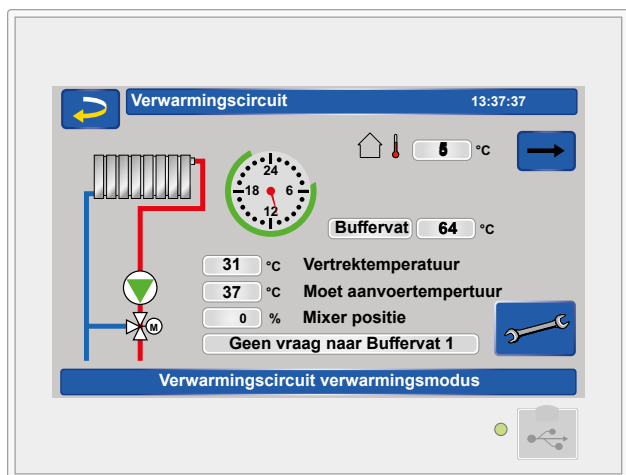 Verwarmingscircuit 13:37:37
24
18 6
12
5 °C
Buffervat 64 °C
31 °C Vertrektemperatuur
37 °C Moet aanvoertempertuur
0 % Mixer positie
M
Geen vraag naar Buffervat 1
Verwarmingscircuit verwarmingsmodus